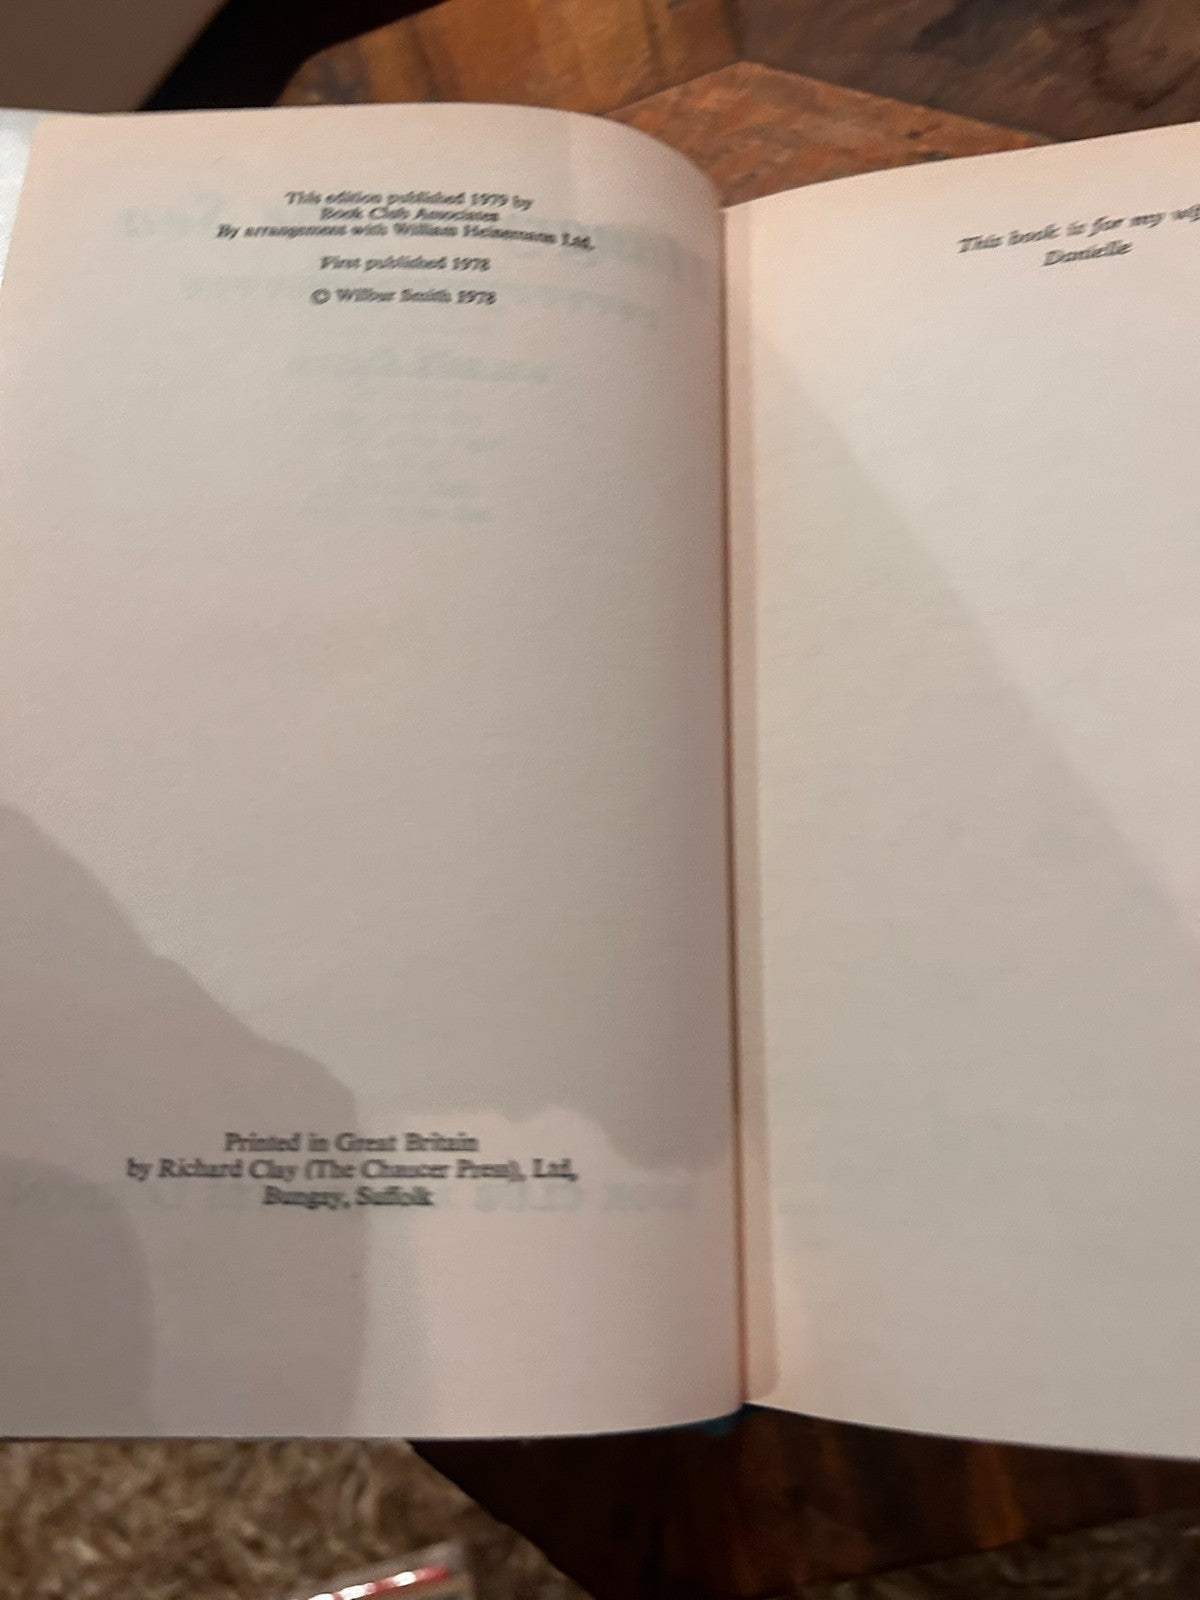 This edition published 1979 by
Book Club Associates
By arrangement with William Heinemann Ltd,
First published 1978
© Wilbur Smith 1978
Printed in Great Britain
by Richard Clay (The Chaucer Press), Ltd,
Bungay, Suffolk
This book is for my
Danielle